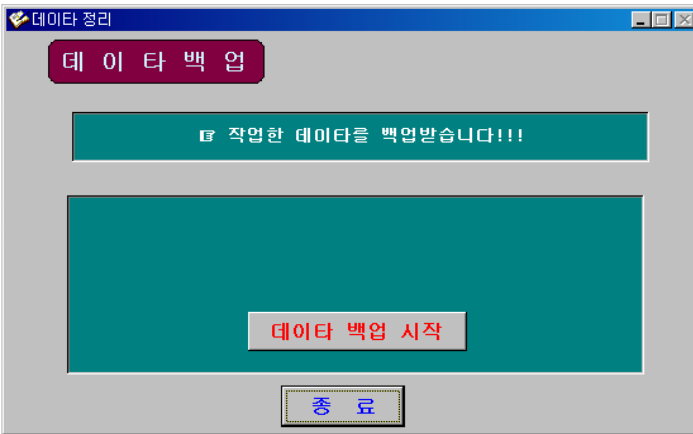 데이타 정리
데 이 타 백 업
☞ 작업한 데이타를 백업받습니다!!!
데이타 백업 시작
종 료